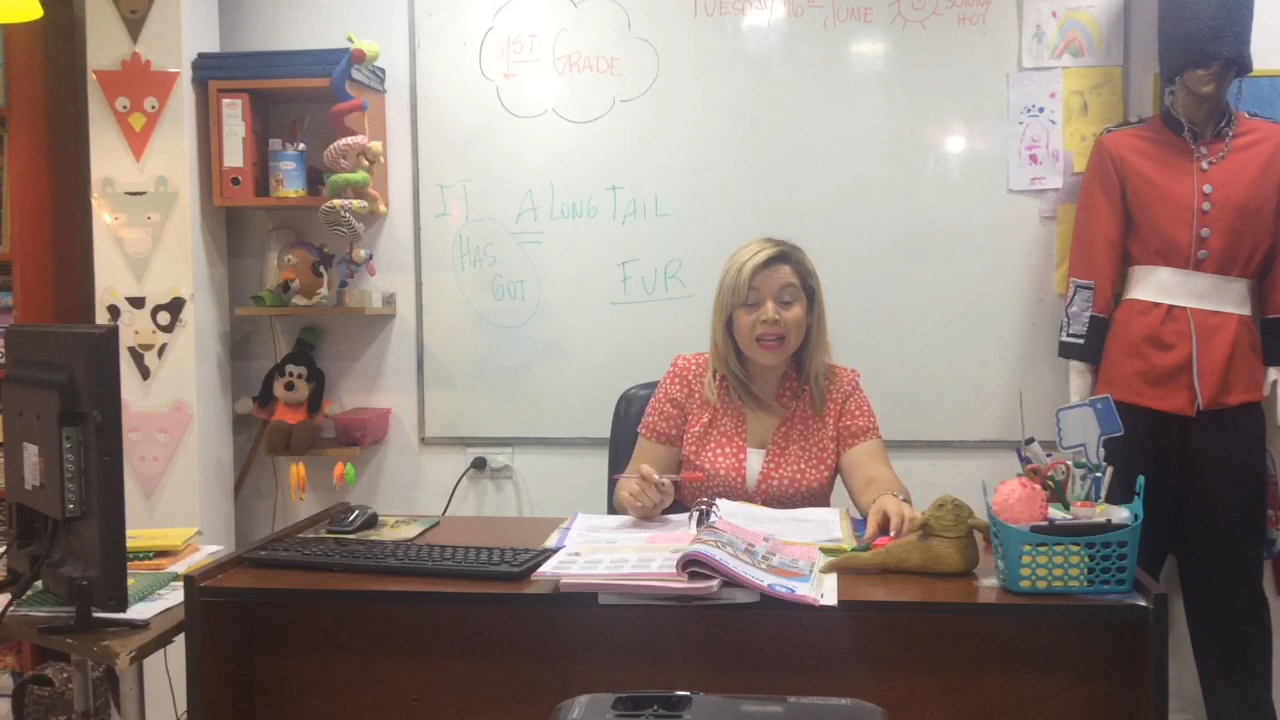 TUESDAY 16TH, JUNE
SUNNY
HOT
1ST GRADE
IT A LONG TAIL
HAS
GOT
FUR